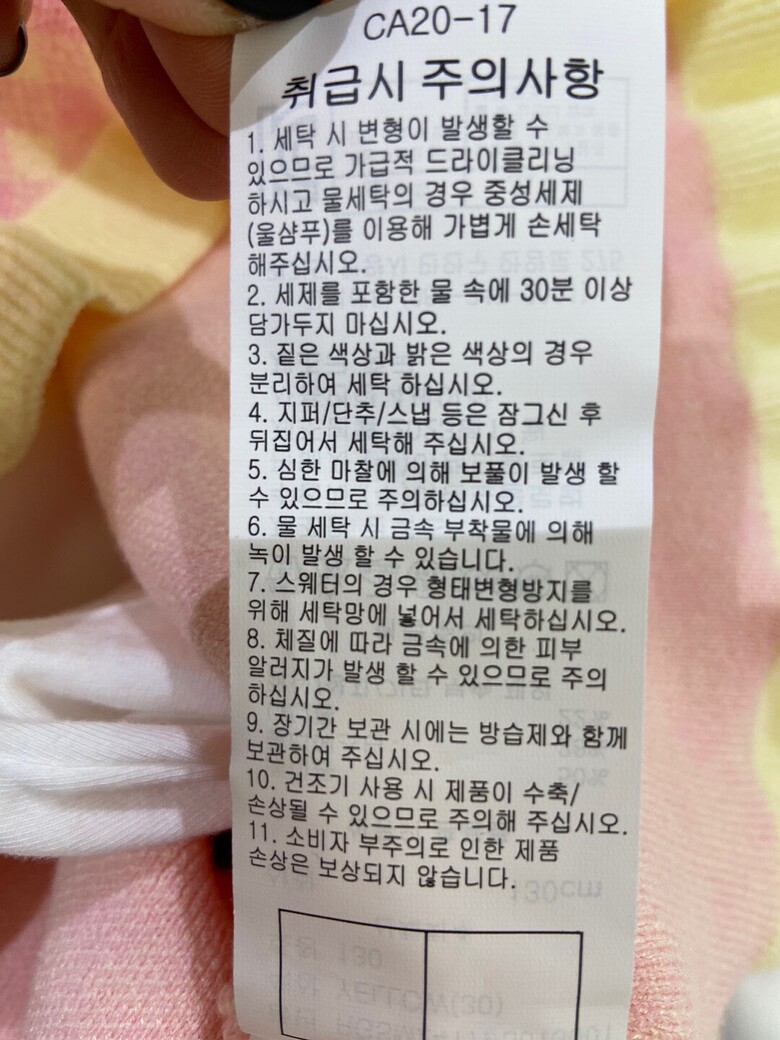 CA20-17
취급시 주의사항
1. 세탁 시 변형이 발생할 수
있으므로 가급적 드라이클리닝
하시고 물세탁의 경우 중성세제
(울샴푸)를 이용해 가볍게 손세탁
해주십시오.
2. 세제를 포함한 물 속에 30분 이상
담가두지 마십시오.
3. 짙은 색상과 밝은 색상의 경우
분리하여 세탁 하십시오.
4. 지퍼/단추/스냅 등은 잠그신 후
뒤집어서 세탁해 주십시오.
5. 심한 마찰에 의해 보풀이 발생 할
수 있으므로 주의하십시오.
6. 물 세탁 시 금속 부착물에 의해
녹이 발생 할 수 있습니다.
7. 스웨터의 경우 형태변형방지를
위해 세탁망에 넣어서 세탁하십시오.
8. 체질에 따라 금속에 의한 피부
알러지가 발생 할 수 있으므로 주의
하십시오.
9. 장기간 보관 시에는 방습제와 함께
보관하여 주십시오.
10. 건조기 사용 시 제품이 수축/
손상될 수 있으므로 주의해 주십시오.
11. 소비자 부주의로 인한 제품
손상은 보상되지 않습니다.
130cm
130
YELLOW(30)